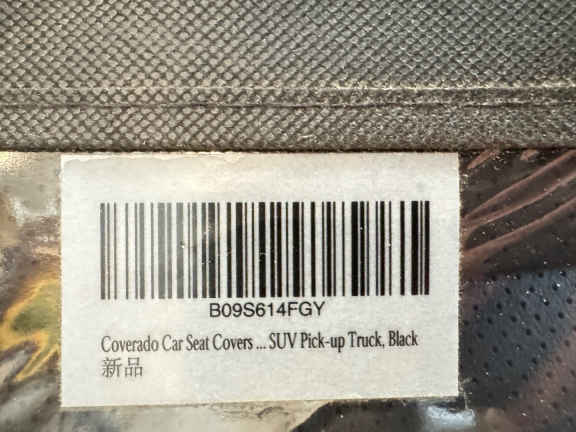 B09S614FGY
Coverado Car Seat Covers ... SUV Pick-up Truck, Black
新品